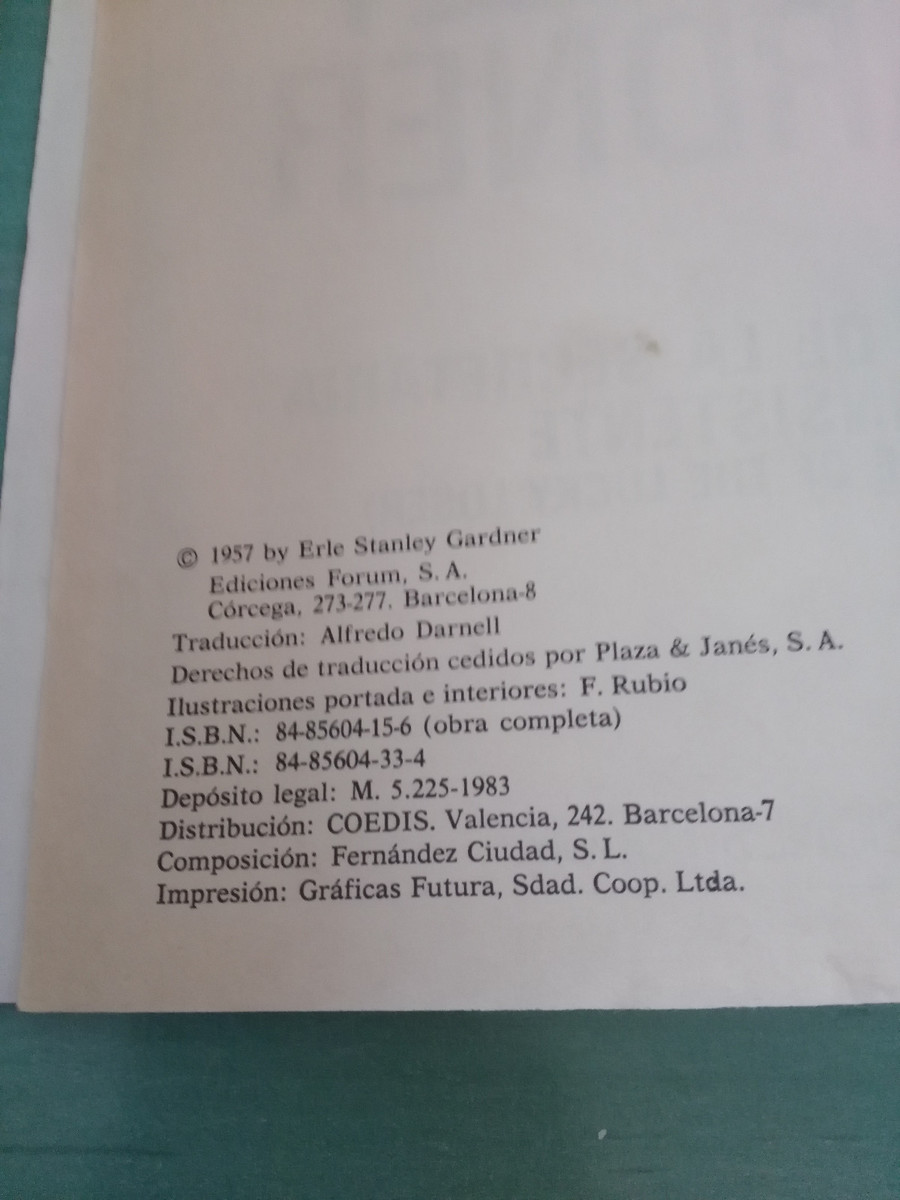 © 1957 by Erle Stanley Gardner
Ediciones Forum, S. A.
Córcega, 273-277. Barcelona-8
Traducción: Alfredo Darnell
Derechos de traducción cedidos por Plaza & Janés, S. A.
Ilustraciones portada e interiores: F. Rubio
I.S.B.N.: 84-85604-15-6 (obra completa)
I.S.B.N.: 84-85604-33-4
Depósito legal: M. 5.225-1983
Distribución: COEDIS. Valencia, 242. Barcelona-7
Composición: Fernández Ciudad, S. L.
Impresión: Gráficas Futura, Sdad. Coop. Ltda.